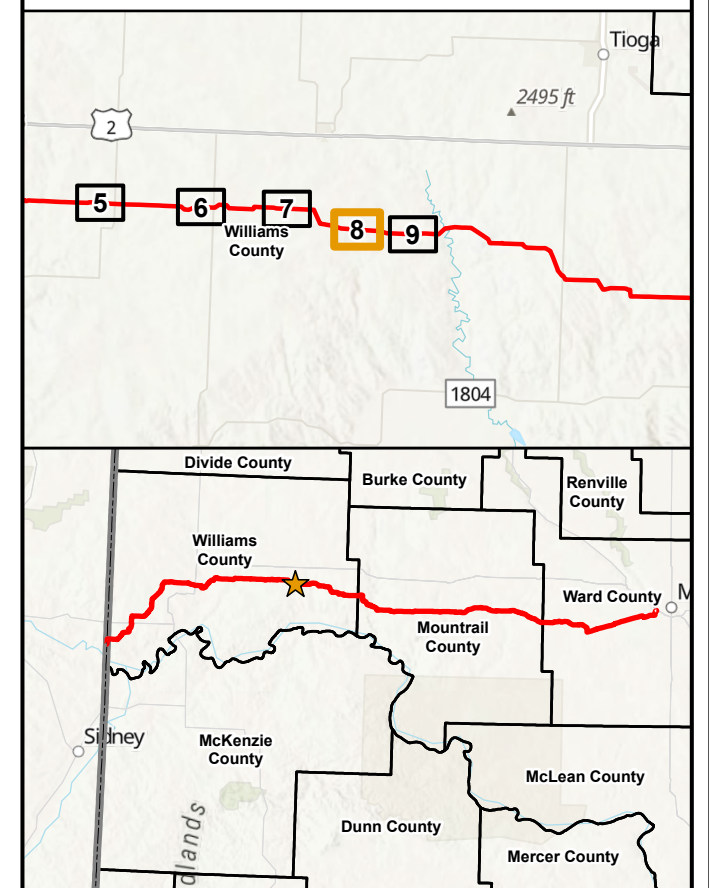 Tioga
2495 ft
2
5
6
7
8
9
Williams
County
1804
Divide County
Burke County
Renville
County
Williams
County
Ward County
M
Mountrail
County
Sidney
McKenzie
County
McLean County
dlands
Dunn County
Mercer County